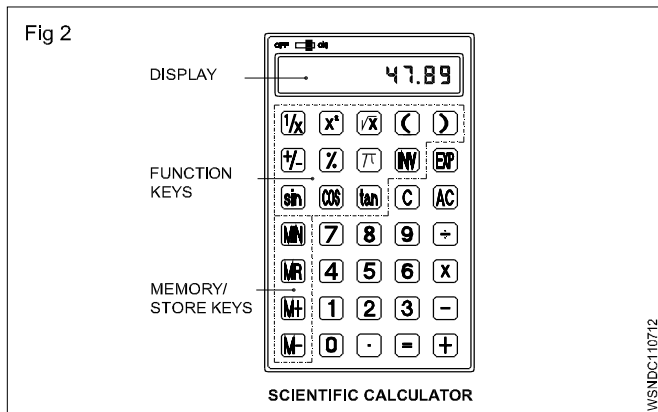 Fig 2
OFF ON
DISPLAY
47.89
1/x x² √x ( )
+/- % π INV EXP
FUNCTION
KEYS
sin COS tan C AC
MIN 7 8 9 ÷
MR 4 5 6 X
MEMORY/
STORE KEYS
M+ 1 2 3 -
M- 0 . = +
SCIENTIFIC CALCULATOR
WSNDC110712